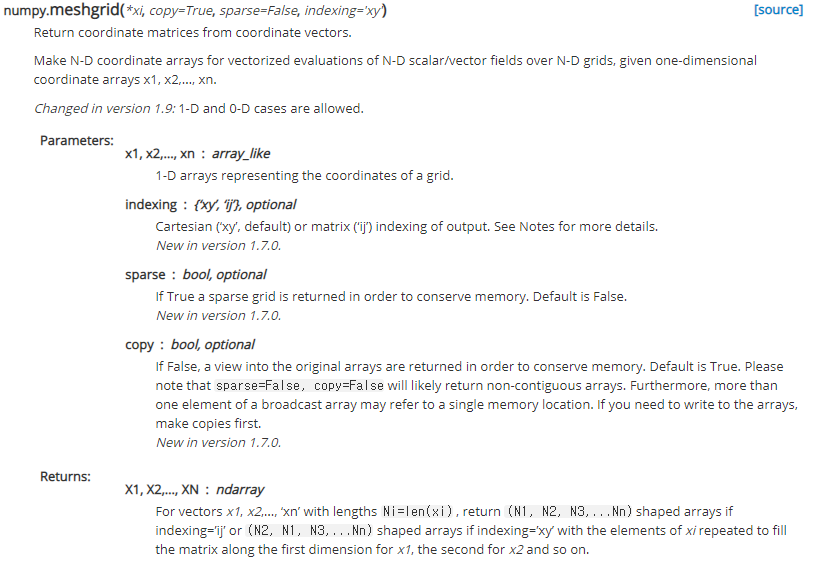 numpy.meshgrid(*xi, copy=True, sparse=False, indexing='xy') [source]
Return coordinate matrices from coordinate vectors.
Make N-D coordinate arrays for vectorized evaluations of N-D scalar/vector fields over N-D grids, given one-dimensional
coordinate arrays x1, x2,..., xn.
Changed in version 1.9: 1-D and 0-D cases are allowed.
Parameters:
x1, x2,..., xn : array_like
1-D arrays representing the coordinates of a grid.
indexing : {‘xy’, ‘ij’}, optional
Cartesian (‘xy’, default) or matrix (‘ij’) indexing of output. See Notes for more details.
New in version 1.7.0.
sparse : bool, optional
If True a sparse grid is returned in order to conserve memory. Default is False.
New in version 1.7.0.
copy : bool, optional
If False, a view into the original arrays are returned in order to conserve memory. Default is True. Please
note that sparse=False, copy=False will likely return non-contiguous arrays. Furthermore, more than
one element of a broadcast array may refer to a single memory location. If you need to write to the arrays,
make copies first.
New in version 1.7.0.
Returns:
X1, X2,..., XN : ndarray
For vectors x1, x2,..., ‘xn’ with lengths Ni=len(xi) , return (N1, N2, N3,...Nn) shaped arrays if
indexing=’ij’ or (N2, N1, N3,...Nn) shaped arrays if indexing=’xy’ with the elements of xi repeated to fill
the matrix along the first dimension for x1, the second for x2 and so on.